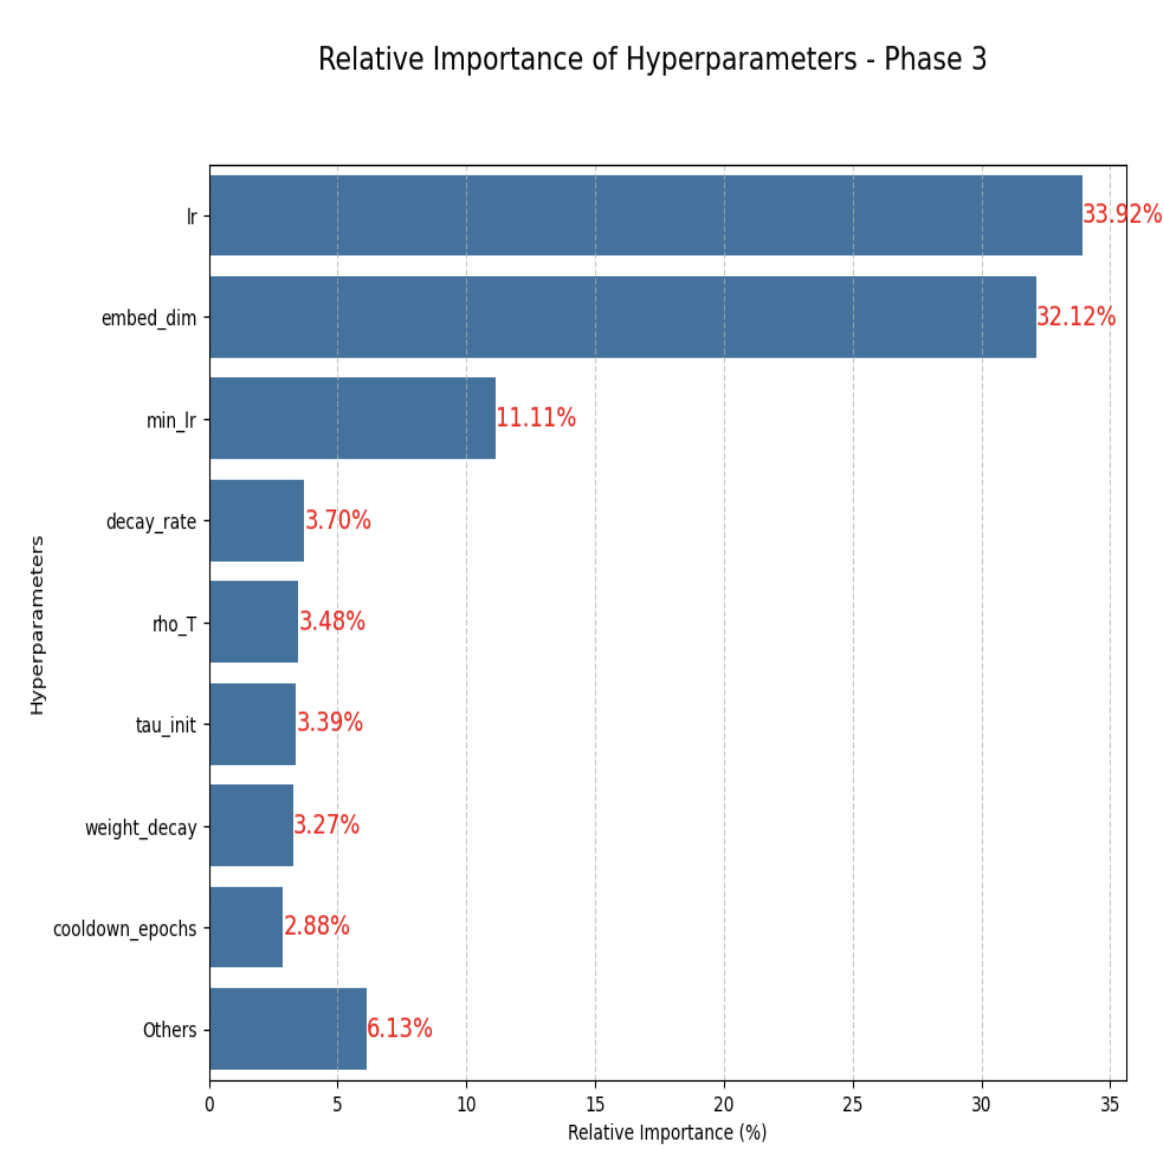 Relative Importance of Hyperparameters - Phase 3
Hyperparameters
lr 33.92%
embed_dim 32.12%
min_lr 11.11%
decay_rate 3.70%
rho_T 3.48%
tau_init 3.39%
weight_decay 3.27%
cooldown_epochs 2.88%
Others 6.13%
0 5 10 15 20 25 30 35
Relative Importance (%)